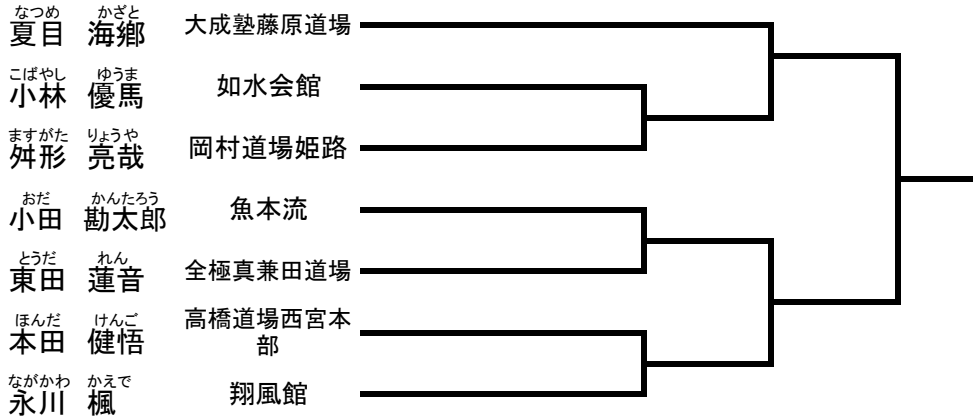 なつめ かざと
夏目 海郷 大成塾藤原道場
こばやし ゆうま
小林 優馬 如水会館
ますがた りょうや
舛形 亮哉 岡村道場姫路
おだ かんたろう
小田 勘太郎 魚本流
とうだ れん
東田 蓮音 全極真兼田道場
ほんだ けんご
本田 健悟 高橋道場西宮本
部
ながかわ かえで
永川 楓 翔風館